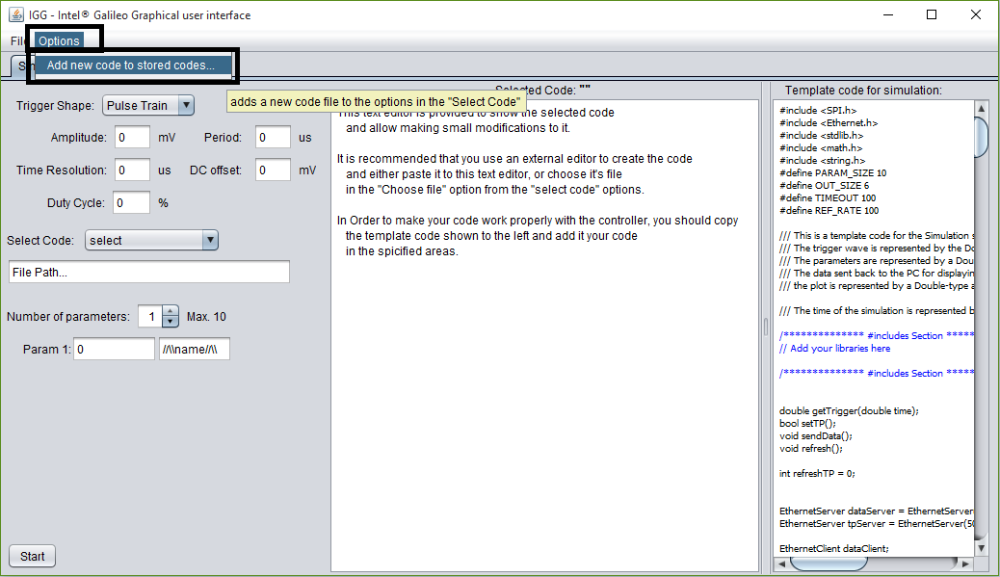 IGG - Intel® Galileo Graphical user interface
Options
Add new code to stored codes...
adds a new code file to the options in the "Select Code"
Trigger Shape: Pulse Train
Amplitude: 0 mV Period: 0 us
Time Resolution: 0 us DC offset: 0 mV
Duty Cycle: 0 %
Select Code: select
File Path...
Number of parameters: 1 Max. 10
Param 1: 0 //\\name//\\
Start
Selected Code: ""
This text editor is provided to show the selected code
and allow making small modifications to it.
It is recommended that you use an external editor to create the code
and either paste it to this text editor, or choose it's file
in the "Choose file" option from the "select code" options.
In Order to make your code work properly with the controller, you should copy
the template code shown to the left and add it your code
in the spicified areas.
Template code for simulation:
#include <SPI.h>
#include <Ethernet.h>
#include <stdlib.h>
#include <math.h>
#include <string.h>
#define PARAM_SIZE 10
#define OUT_SIZE 6
#define TIMEOUT 100
#define REF_RATE 100
/// This is a template code for the Simulation s
/// The trigger wave is represented by the Do
/// The parameters are represented by a Dou
/// The data sent back to the PC for displayin
/// the plot is represented by a Double-type a
/// The time of the simulation is represented b
/************** #includes Section *****
// Add your libraries here
/************** #includes Section *****
double getTrigger(double time);
bool setTP();
void sendData();
void refresh();
int refreshTP = 0;
EthernetServer dataServer = EthernetServer
EthernetServer tpServer = EthernetServer(50
EthernetClient dataClient;